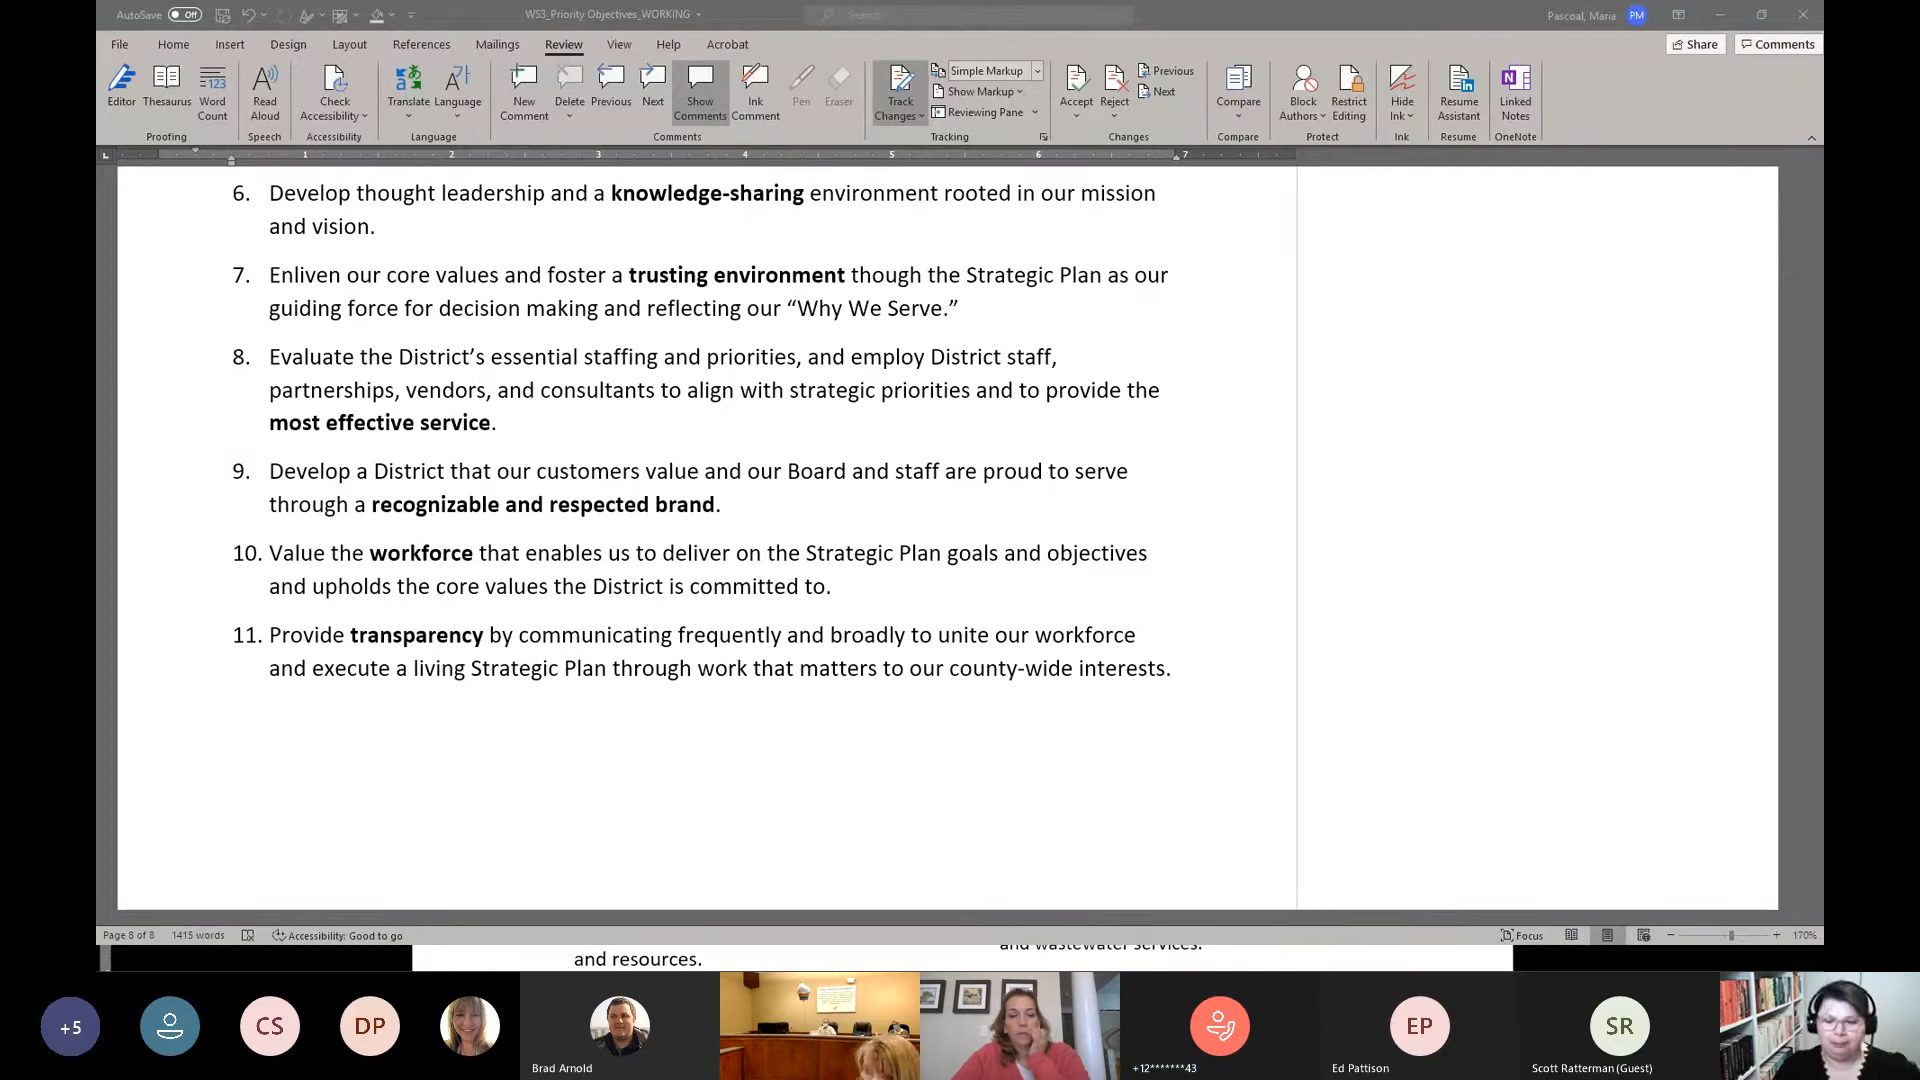 AutoSave Off WS3_Priority Objectives_WORKING Search Pascoal, Maria PM
File Home Insert Design Layout References Mailings Review View Help Acrobat Share Comments
Editor Thesaurus Word Count Read Aloud Check Accessibility Translate Language New Comment Delete Previous Next Show Comments Ink Comment Pen Eraser Track Changes Simple Markup Show Markup Reviewing Pane Accept Reject Previous Next Compare Block Authors Restrict Editing Hide Ink Resume Assistant Linked Notes
Proofing Speech Accessibility Language Comments Tracking Changes Compare Protect Ink Resume OneNote
1 2 3 4 5 6 7
6. Develop thought leadership and a knowledge-sharing environment rooted in our mission
and vision.
7. Enliven our core values and foster a trusting environment though the Strategic Plan as our
guiding force for decision making and reflecting our “Why We Serve.”
8. Evaluate the District’s essential staffing and priorities, and employ District staff,
partnerships, vendors, and consultants to align with strategic priorities and to provide the
most effective service.
9. Develop a District that our customers value and our Board and staff are proud to serve
through a recognizable and respected brand.
10. Value the workforce that enables us to deliver on the Strategic Plan goals and objectives
and upholds the core values the District is committed to.
11. Provide transparency by communicating frequently and broadly to unite our workforce
and execute a living Strategic Plan through work that matters to our county-wide interests.
Page 8 of 8 1415 words Accessibility: Good to go Focus 170%
and wastewater services.
and resources.
+5 CS DP EP SR
Brad Arnold +12*******43 Ed Pattison Scott Ratterman (Guest)